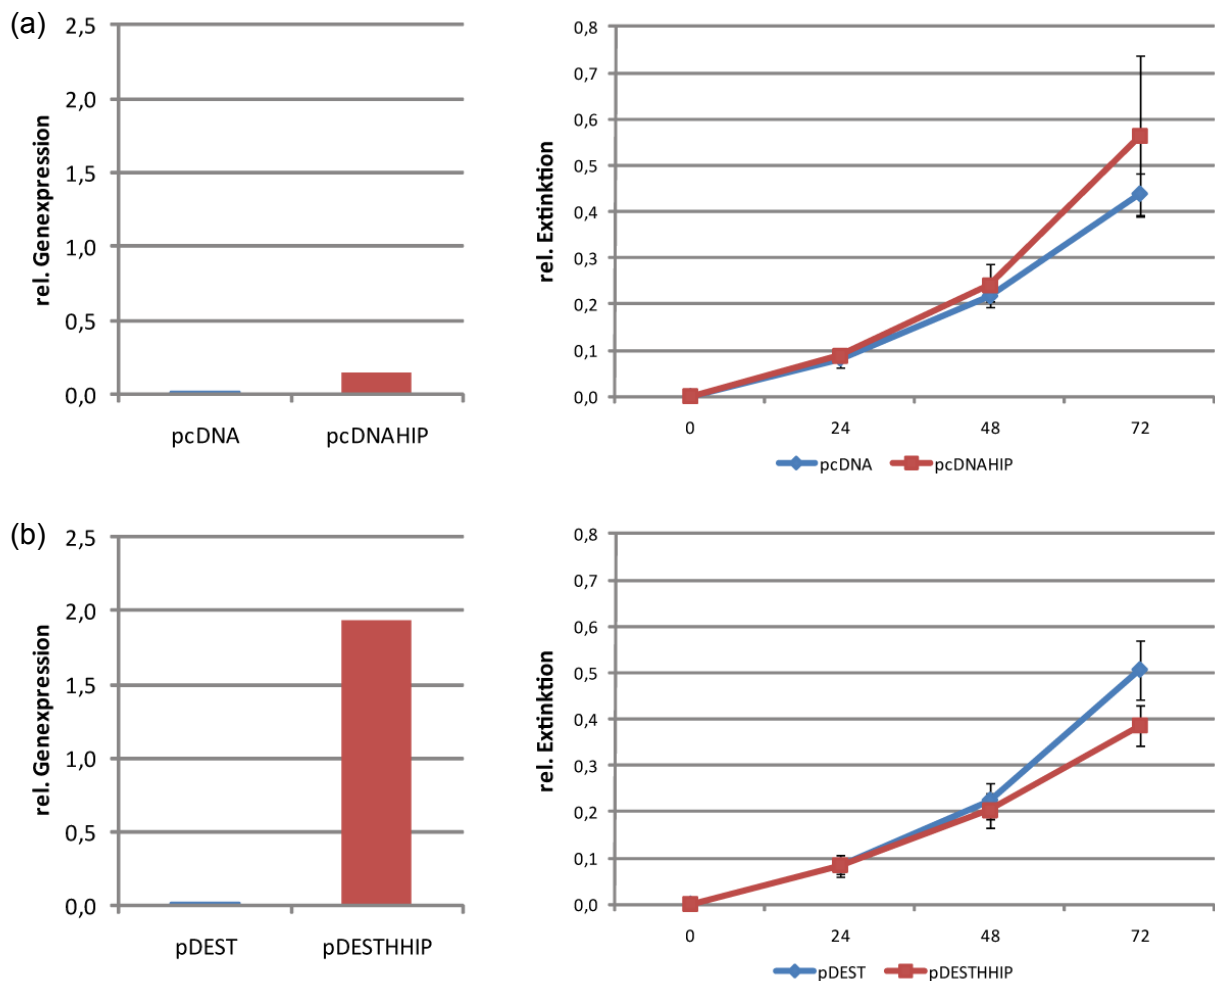 (a)
rel. Genexpression
2,5
2,0
1,5
1,0
0,5
0,0
pcDNA
pcDNAHIP
rel. Extinktion
0,8
0,7
0,6
0,5
0,4
0,3
0,2
0,1
0,0
0
24
48
72
pcDNA
pcDNAHIP
(b)
rel. Genexpression
2,5
2,0
1,5
1,0
0,5
0,0
pDEST
pDESTHHIP
rel. Extinktion
0,8
0,7
0,6
0,5
0,4
0,3
0,2
0,1
0,0
0
24
48
72
pDEST
pDESTHHIP